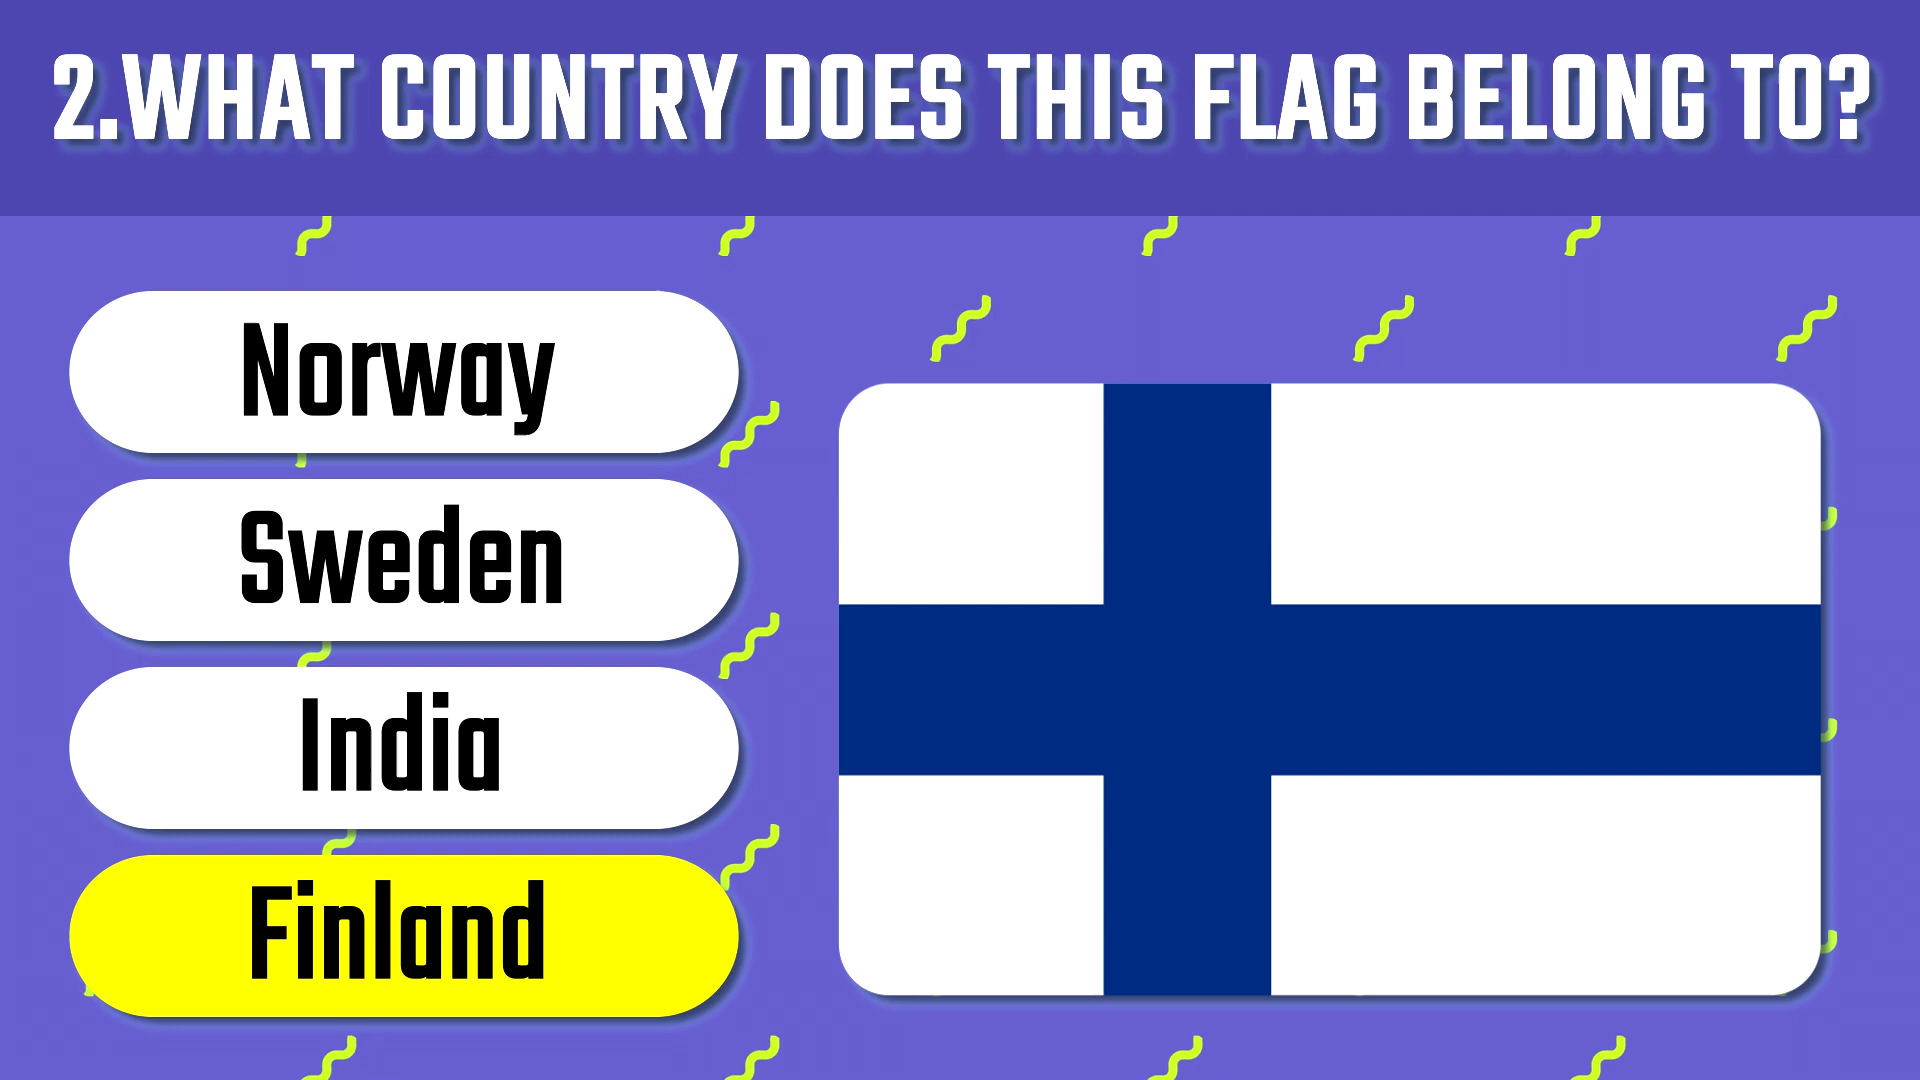 2.WHAT COUNTRY DOES THIS FLAG BELONG TO?
Norway
Sweden
India
Finland